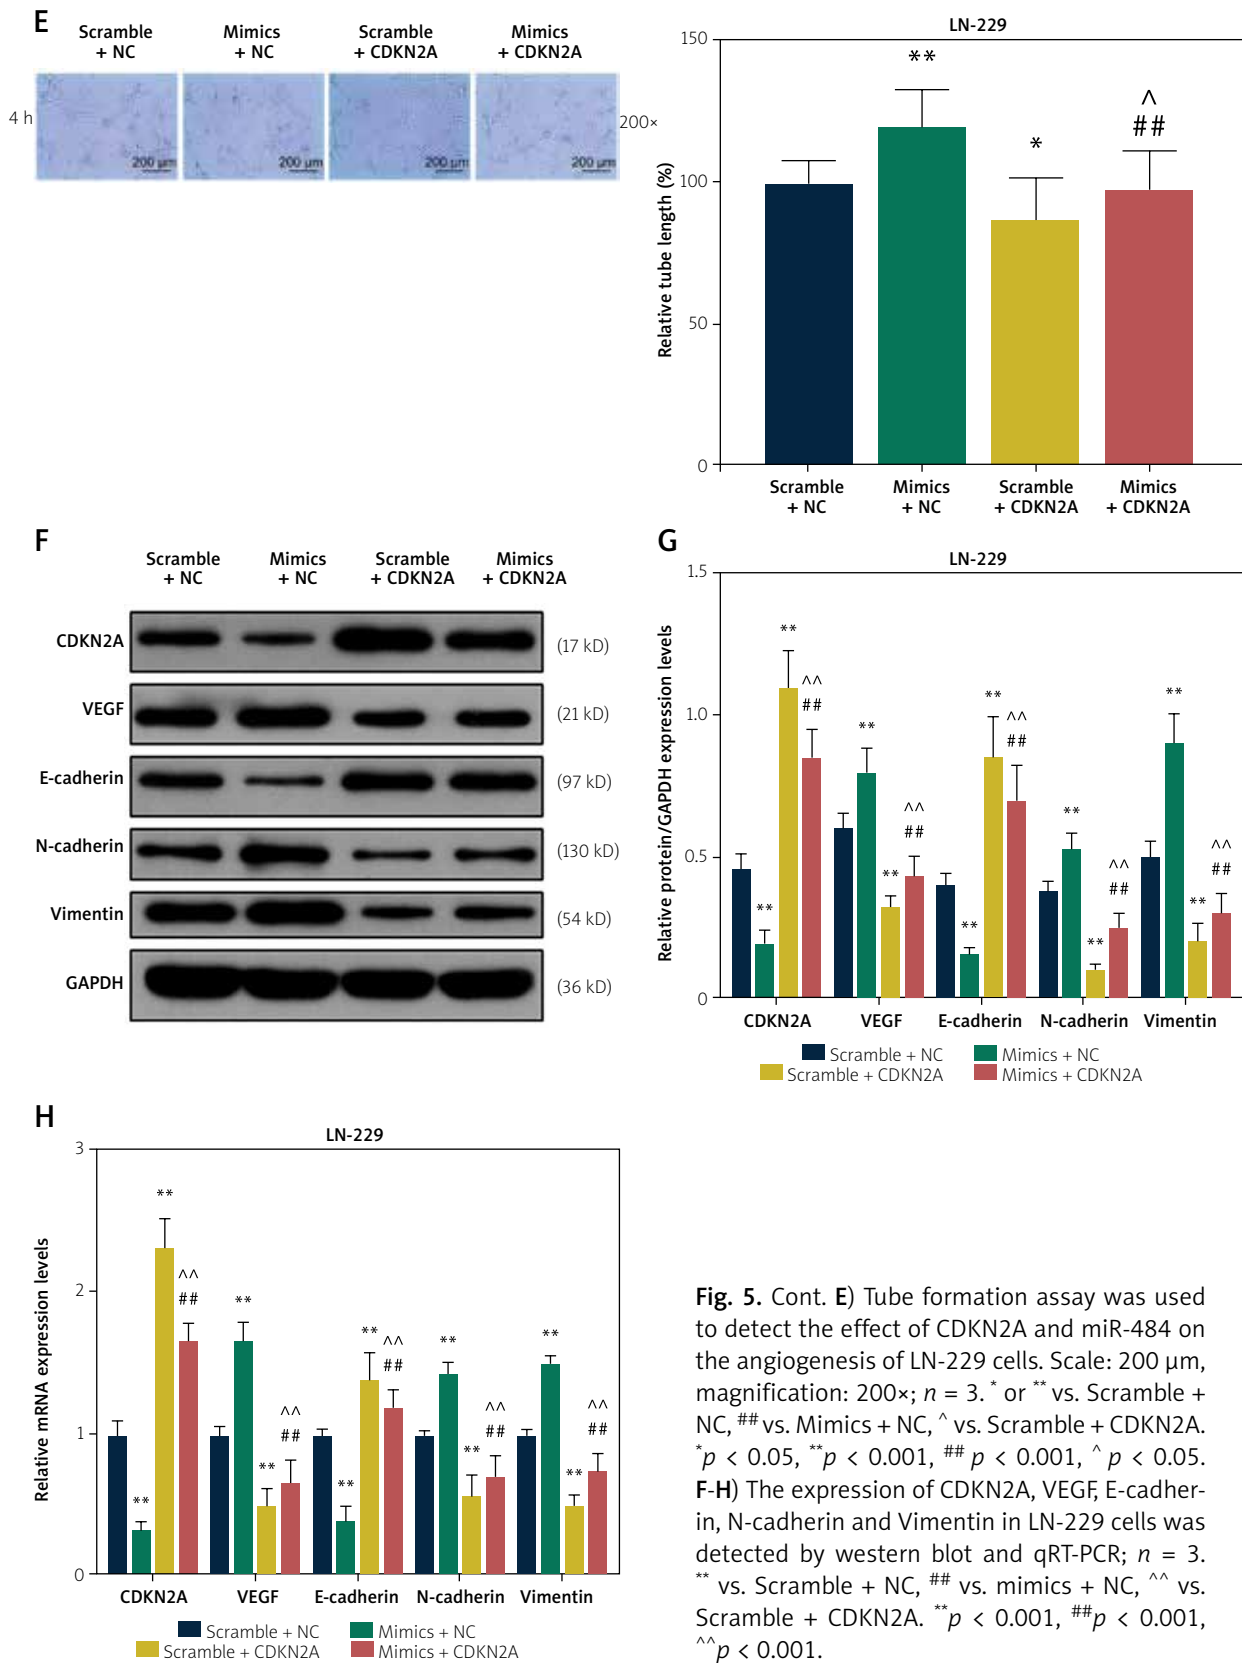 E
Scramble
+ NC
Mimics
+ NC
Scramble
+ CDKN2A
Mimics
+ CDKN2A
4 h
200 µm
200 µm
200 µm
200 µm
200×
LN-229
Relative tube length (%)
150
100
50
0
**
*
^
##
Scramble
+ NC
Mimics
+ NC
Scramble
+ CDKN2A
Mimics
+ CDKN2A
F
Scramble
+ NC
Mimics
+ NC
Scramble
+ CDKN2A
Mimics
+ CDKN2A
CDKN2A
(17 kD)
VEGF
(21 kD)
E-cadherin
(97 kD)
N-cadherin
(130 kD)
Vimentin
(54 kD)
GAPDH
(36 kD)
G
LN-229
Relative protein/GAPDH expression levels
1.5
1.0
0.5
0
**
**
^^
##
**
**
^^
##
**
**
^^
##
**
**
^^
##
**
**
^^
##
CDKN2A VEGF E-cadherin N-cadherin Vimentin
Scramble + NC Mimics + NC
Scramble + CDKN2A Mimics + CDKN2A
H
LN-229
Relative mRNA expression levels
3
2
1
0
**
**
^^
##
**
**
^^
##
**
**
^^
##
**
**
^^
##
**
**
^^
##
CDKN2A VEGF E-cadherin N-cadherin Vimentin
Scramble + NC Mimics + NC
Scramble + CDKN2A Mimics + CDKN2A
Fig. 5. Cont. E) Tube formation assay was used
to detect the effect of CDKN2A and miR-484 on
the angiogenesis of LN-229 cells. Scale: 200 µm,
magnification: 200×; n = 3. * or ** vs. Scramble +
NC, ## vs. Mimics + NC, ^ vs. Scramble + CDKN2A.
*p < 0.05, **p < 0.001, ## p < 0.001, ^ p < 0.05.
F-H) The expression of CDKN2A, VEGF, E-cadher-
in, N-cadherin and Vimentin in LN-229 cells was
detected by western blot and qRT-PCR; n = 3.
** vs. Scramble + NC, ## vs. mimics + NC, ^^ vs.
Scramble + CDKN2A. **p < 0.001, ##p < 0.001,
^^p < 0.001.